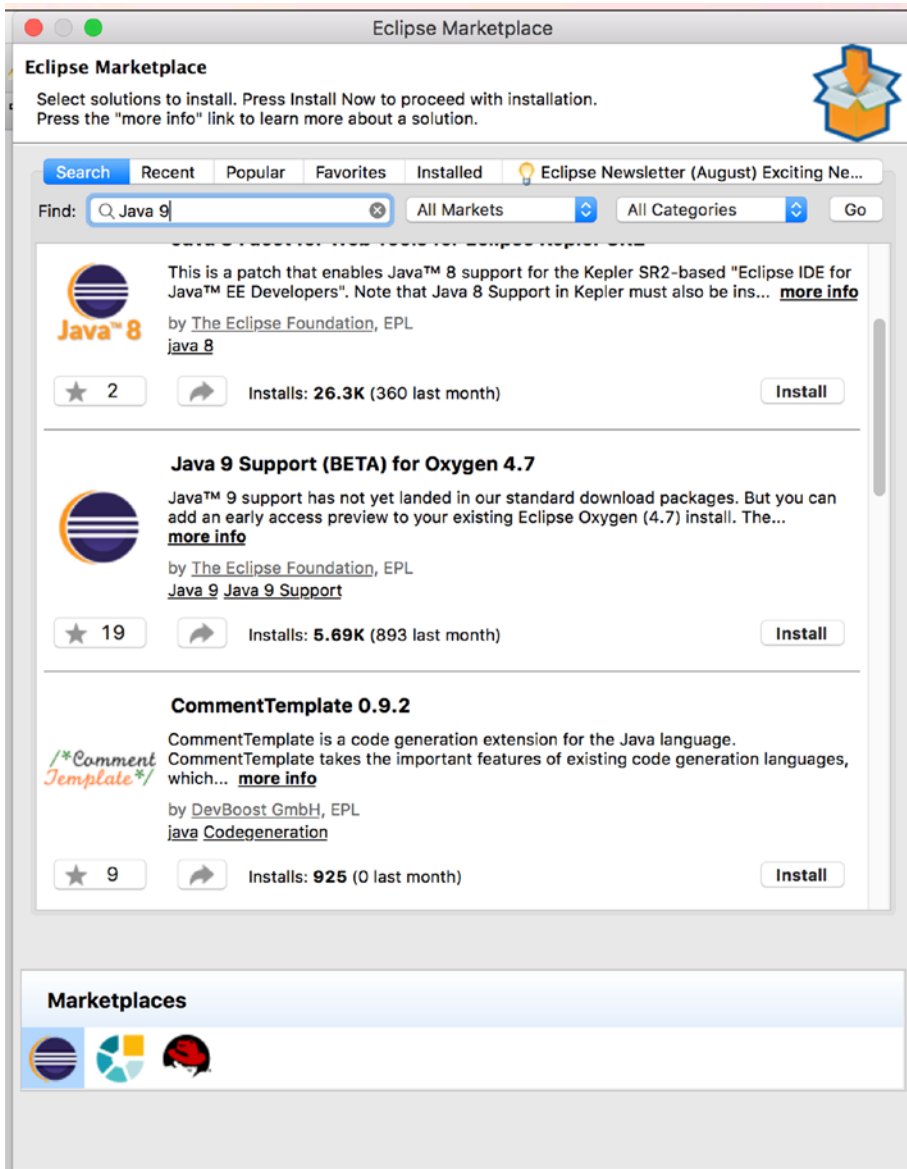 Eclipse Marketplace
Eclipse Marketplace
Select solutions to install. Press Install Now to proceed with installation.
Press the "more info" link to learn more about a solution.
Search Recent Popular Favorites Installed Eclipse Newsletter (August) Exciting Ne...
Find: Java 9 All Markets All Categories Go
Java 8 Facet for Web Tools for Eclipse Kepler SR2
This is a patch that enables Java™ 8 support for the Kepler SR2-based "Eclipse IDE for
Java™ EE Developers". Note that Java 8 Support in Kepler must also be ins... more info
Java™ 8
by The Eclipse Foundation, EPL
java 8
2 Installs: 26.3K (360 last month) Install
Java 9 Support (BETA) for Oxygen 4.7
Java™ 9 support has not yet landed in our standard download packages. But you can
add an early access preview to your existing Eclipse Oxygen (4.7) install. The...
more info
by The Eclipse Foundation, EPL
Java 9 Java 9 Support
19 Installs: 5.69K (893 last month) Install
CommentTemplate 0.9.2
/*Comment
Template*/
CommentTemplate is a code generation extension for the Java language.
CommentTemplate takes the important features of existing code generation languages,
which... more info
by DevBoost GmbH, EPL
java Codegeneration
9 Installs: 925 (0 last month) Install
Marketplaces